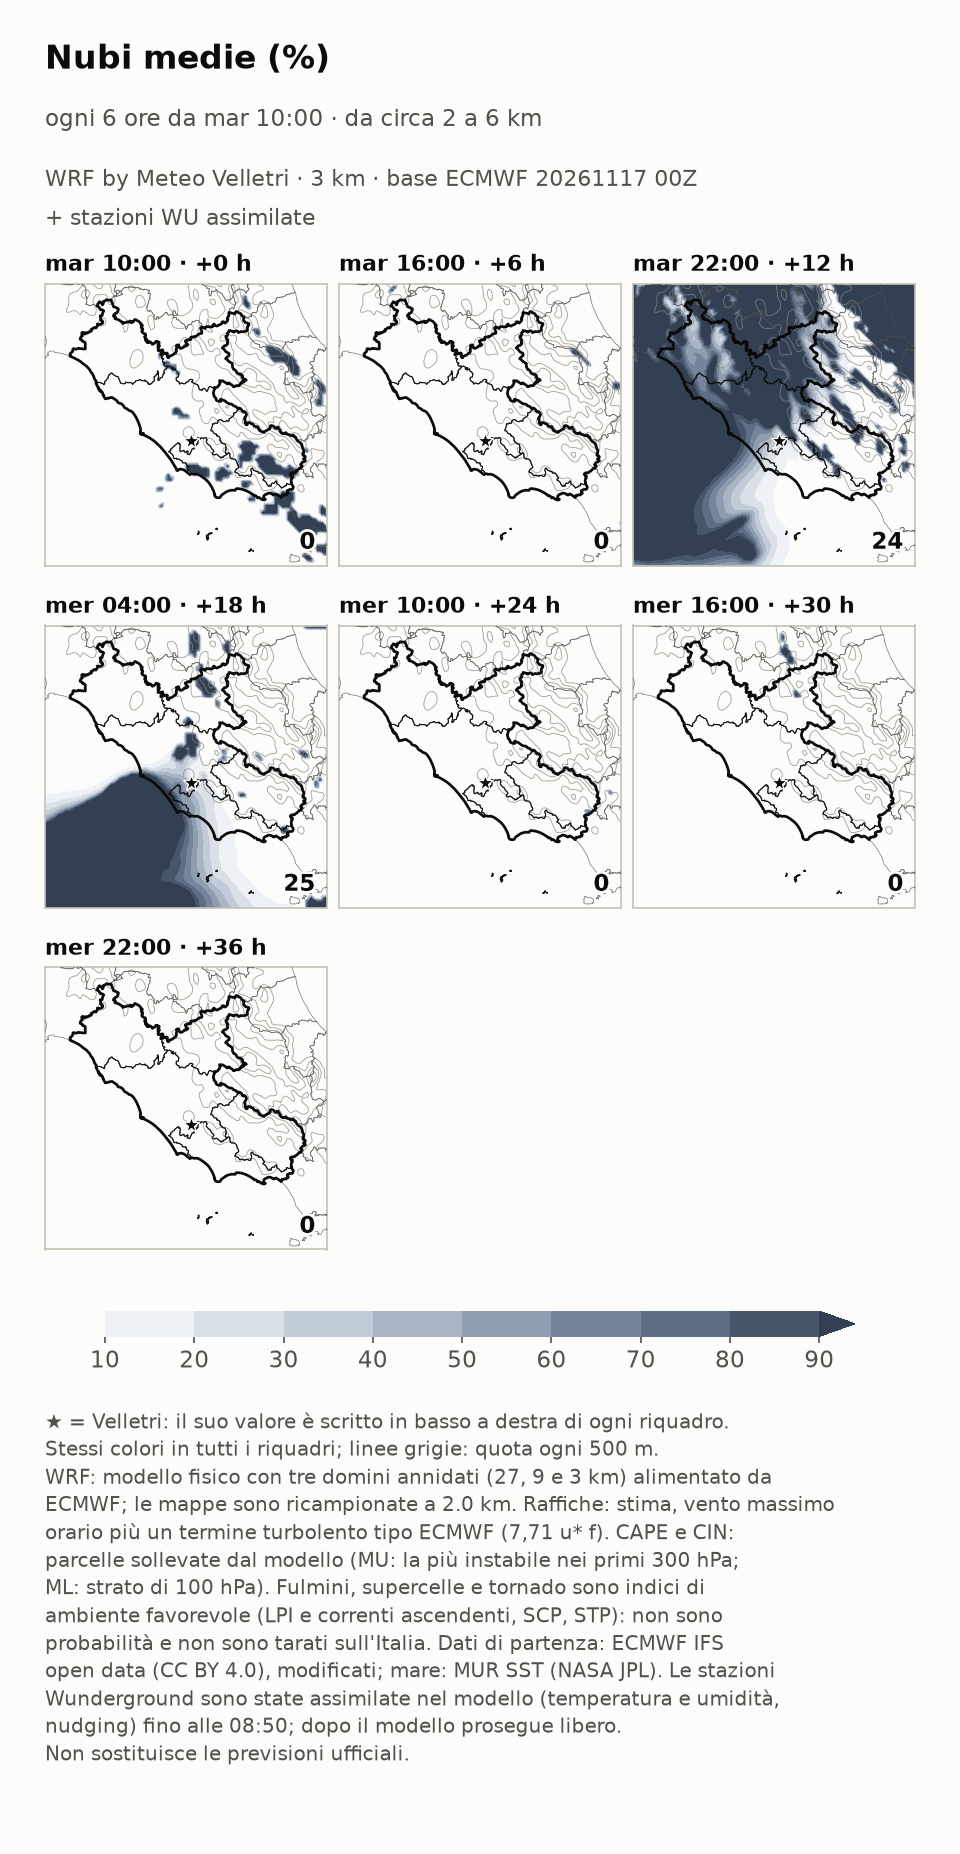 Nubi medie (%)
ogni 6 ore da mar 10:00 · da circa 2 a 6 km
WRF by Meteo Velletri · 3 km · base ECMWF 20261117 00Z
+ stazioni WU assimilate
mar 10:00 · +0 h
mar 16:00 · +6 h
mar 22:00 · +12 h
0
0
24
mer 04:00 · +18 h
mer 10:00 · +24 h
mer 16:00 · +30 h
25
0
0
mer 22:00 · +36 h
0
10 20 30 40 50 60 70 80 90
★ = Velletri: il suo valore è scritto in basso a destra di ogni riquadro.
Stessi colori in tutti i riquadri; linee grigie: quota ogni 500 m.
WRF: modello fisico con tre domini annidati (27, 9 e 3 km) alimentato da
ECMWF; le mappe sono ricampionate a 2.0 km. Raffiche: stima, vento massimo
orario più un termine turbolento tipo ECMWF (7,71 u* f). CAPE e CIN:
parcelle sollevate dal modello (MU: la più instabile nei primi 300 hPa;
ML: strato di 100 hPa). Fulmini, supercelle e tornado sono indici di
ambiente favorevole (LPI e correnti ascendenti, SCP, STP): non sono
probabilità e non sono tarati sull'Italia. Dati di partenza: ECMWF IFS
open data (CC BY 4.0), modificati; mare: MUR SST (NASA JPL). Le stazioni
Wunderground sono state assimilate nel modello (temperatura e umidità,
nudging) fino alle 08:50; dopo il modello prosegue libero.
Non sostituisce le previsioni ufficiali.